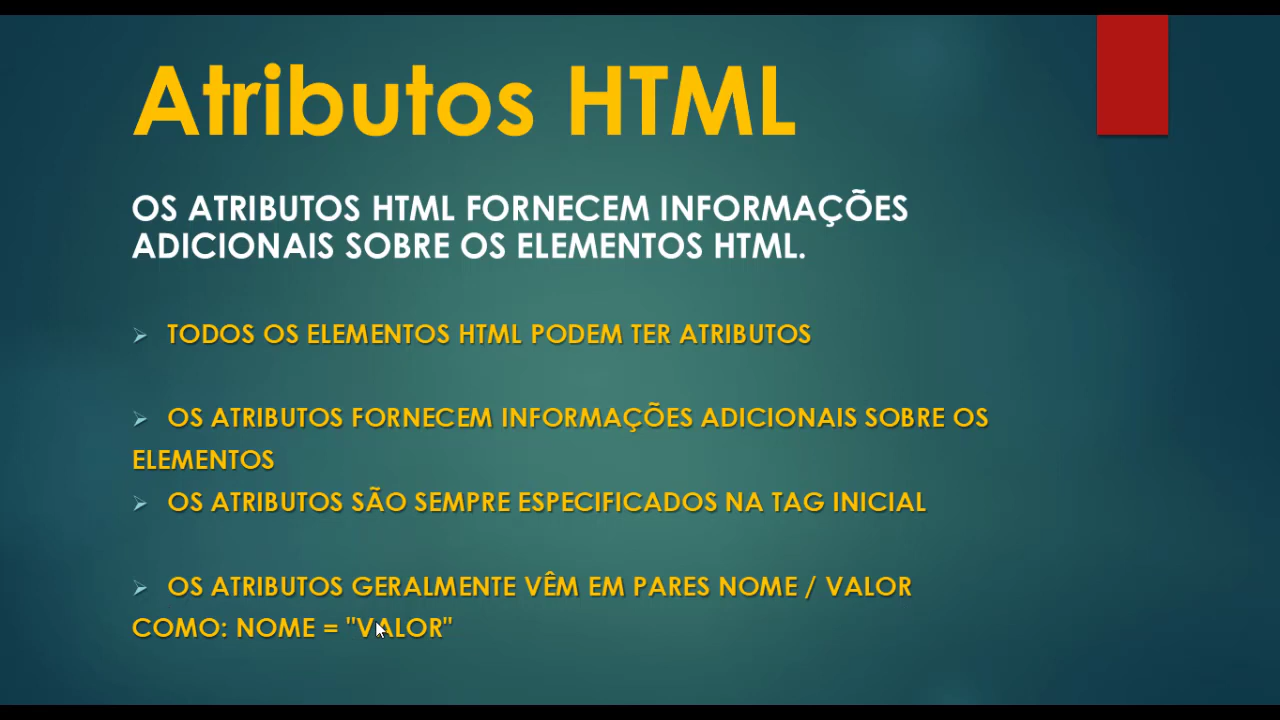 Atributos HTML
OS ATRIBUTOS HTML FORNECEM INFORMAÇÕES
ADICIONAIS SOBRE OS ELEMENTOS HTML.
TODOS OS ELEMENTOS HTML PODEM TER ATRIBUTOS
OS ATRIBUTOS FORNECEM INFORMAÇÕES ADICIONAIS SOBRE OS
ELEMENTOS
OS ATRIBUTOS SÃO SEMPRE ESPECIFICADOS NA TAG INICIAL
OS ATRIBUTOS GERALMENTE VÊM EM PARES NOME / VALOR
COMO: NOME = "VALOR"